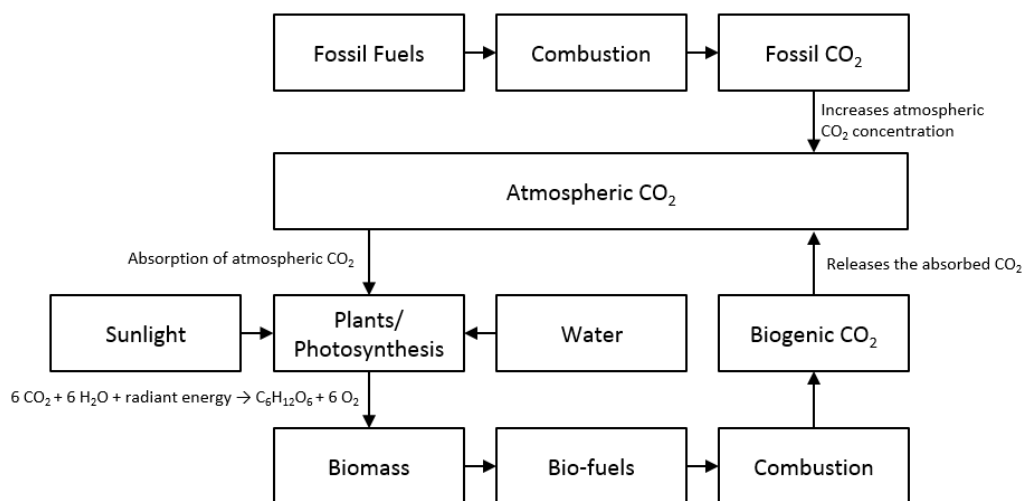 Fossil Fuels
Combustion
Fossil CO₂
Increases atmospheric
CO₂ concentration
Atmospheric CO₂
Absorption of atmospheric CO₂
Releases the absorbed CO₂
Sunlight
Plants/
Photosynthesis
Water
Biogenic CO₂
6 CO₂ + 6 H₂O + radiant energy → C₆H₁₂O₆ + 6 O₂
Biomass
Bio-fuels
Combustion